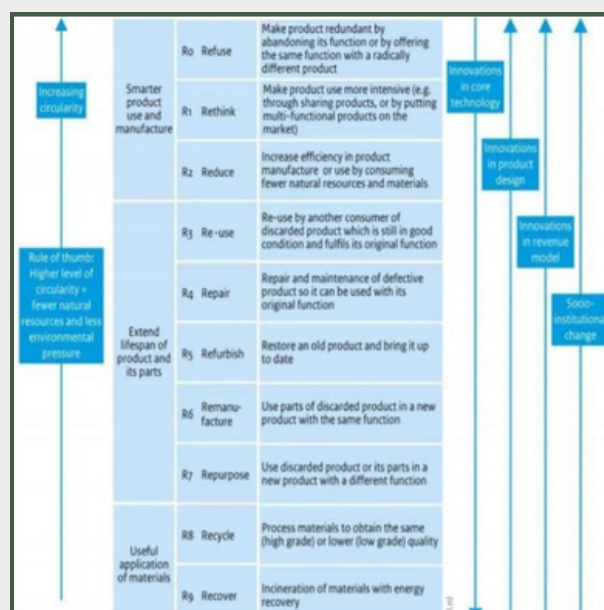 Increasing
circularity
Rule of thumb:
Higher level of
circularity =
fewer natural
resources and less
environmental
pressure
Smarter
product
use and
manufacture
R0 Refuse
Make product redundant by
abandoning its function or by offering
the same function with a radically
different product
R1 Rethink
Make product use more intensive (e.g.
through sharing products, or by putting
multi-functional products on the
market)
R2 Reduce
Increase efficiency in product
manufacture or use by consuming
fewer natural resources and materials
Extend
lifespan of
product and
its parts
R3 Re-use
Re-use by another consumer of
discarded product which is still in good
condition and fulfils its original function
R4 Repair
Repair and maintenance of defective
product so it can be used with its
original function
R5 Refurbish
Restore an old product and bring it up
to date
R6 Remanu-
facture
Use parts of discarded product in a new
product with the same function
R7 Repurpose
Use discarded product or its parts in a
new product with a different function
Useful
application
of materials
R8 Recycle
Process materials to obtain the same
(high grade) or lower (low grade) quality
R9 Recover
Incineration of materials with energy
recovery
Innovations
in core
technology
Innovations
in product
design
Innovations
in revenue
model
Socio-
institutional
change